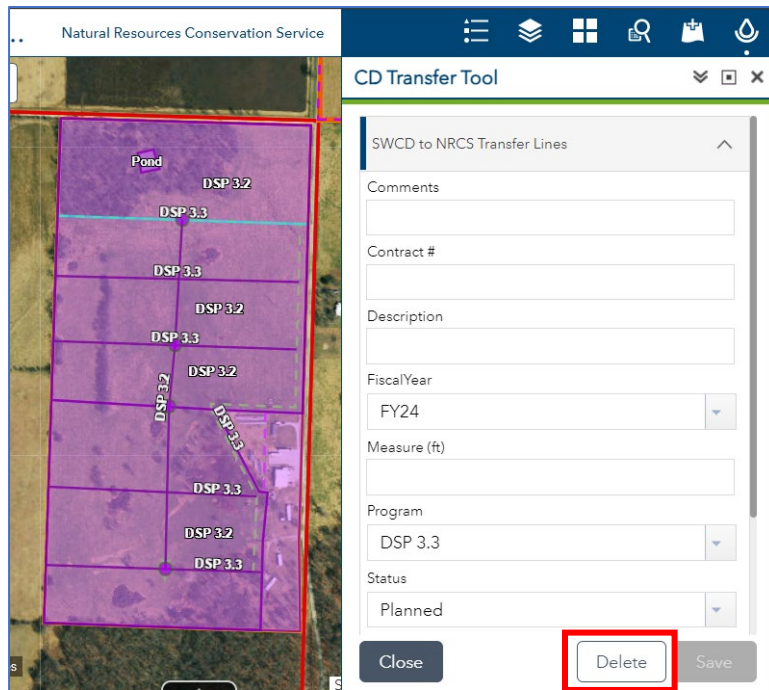 .. Natural Resources Conservation Service
CD Transfer Tool
Pond
DSP 3.2
DSP 3.3
DSP 3.3
DSP 3.2
DSP 3.3
DSP 3.2
DSP 3.2
DSP 3.3
DSP 3.3
DSP 3.2
DSP 3.3
s
S
SWCD to NRCS Transfer Lines
Comments
Contract #
Description
FiscalYear
FY24
Measure (ft)
Program
DSP 3.3
Status
Planned
Close
Delete
Save